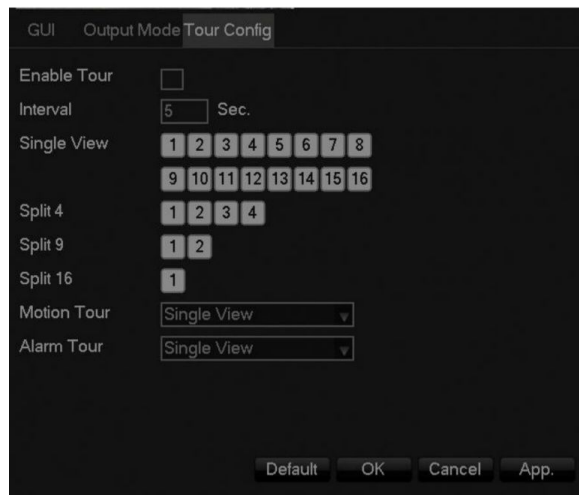 GUI Output Mode Tour Config
Enable Tour
Interval 5 Sec.
Single View 1 2 3 4 5 6 7 8
9 10 11 12 13 14 15 16
Split 4 1 2 3 4
Split 9 1 2
Split 16 1
Motion Tour Single View
Alarm Tour Single View
Default OK Cancel App.